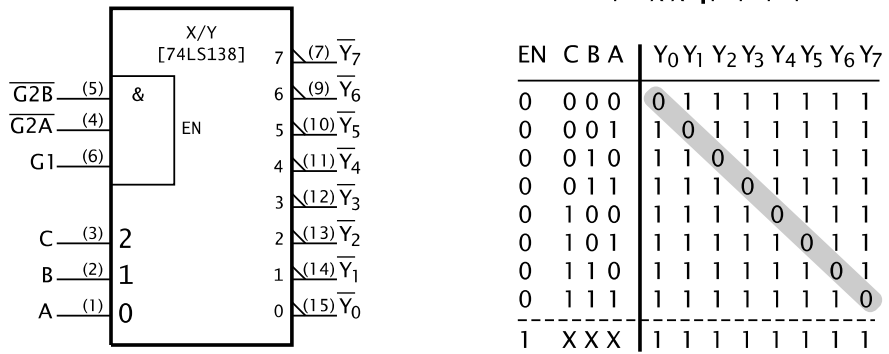 X/Y
[74LS138]
7 (7) Y7
G2B (5) & 6 (9) Y6
G2A (4) EN 5 (10) Y5
G1 (6) 4 (11) Y4
3 (12) Y3
C (3) 2 2 (13) Y2
B (2) 1 1 (14) Y1
A (1) 0 0 (15) Y0
EN C B A Y0 Y1 Y2 Y3 Y4 Y5 Y6 Y7
0 0 0 0 0 1 1 1 1 1 1 1
0 0 0 1 1 0 1 1 1 1 1 1
0 0 1 0 1 1 0 1 1 1 1 1
0 0 1 1 1 1 1 0 1 1 1 1
0 1 0 0 1 1 1 1 0 1 1 1
0 1 0 1 1 1 1 1 1 0 1 1
0 1 1 0 1 1 1 1 1 1 0 1
0 1 1 1 1 1 1 1 1 1 1 0
1 X X X 1 1 1 1 1 1 1 1